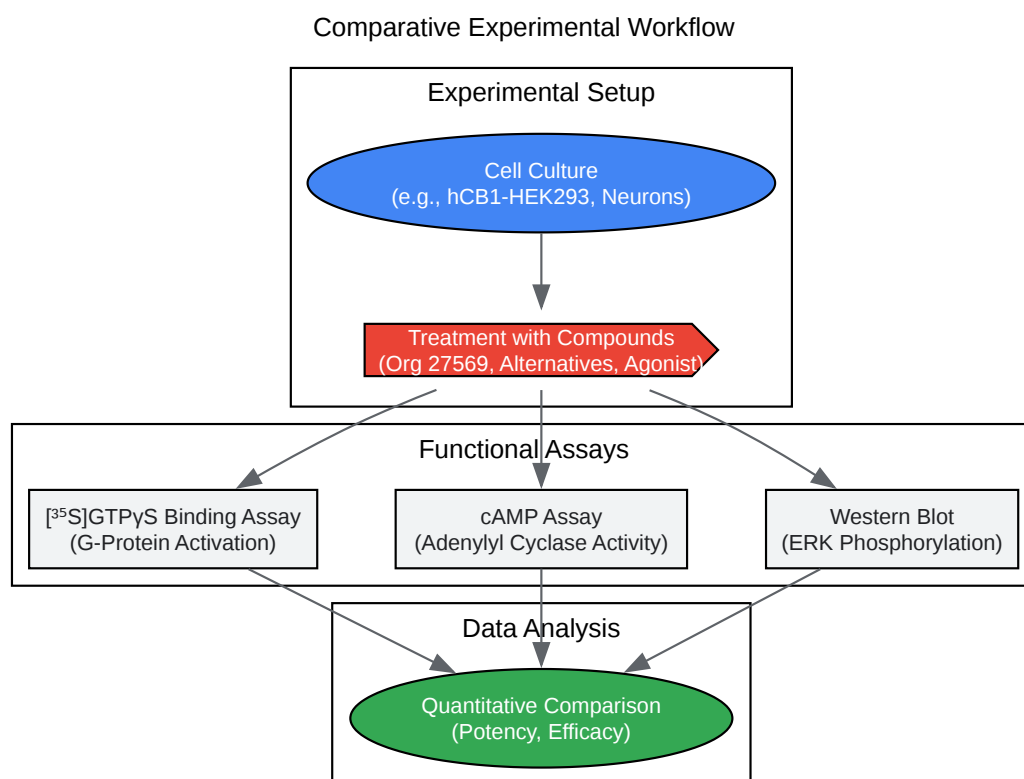 Comparative Experimental Workflow
Experimental Setup
Cell Culture
(e.g., hCB1-HEK293, Neurons)
Treatment with Compounds
(Org 27569, Alternatives, Agonist)
Functional Assays
[³⁵S]GTPγS Binding Assay
(G-Protein Activation)
cAMP Assay
(Adenylyl Cyclase Activity)
Western Blot
(ERK Phosphorylation)
Data Analysis
Quantitative Comparison
(Potency, Efficacy)